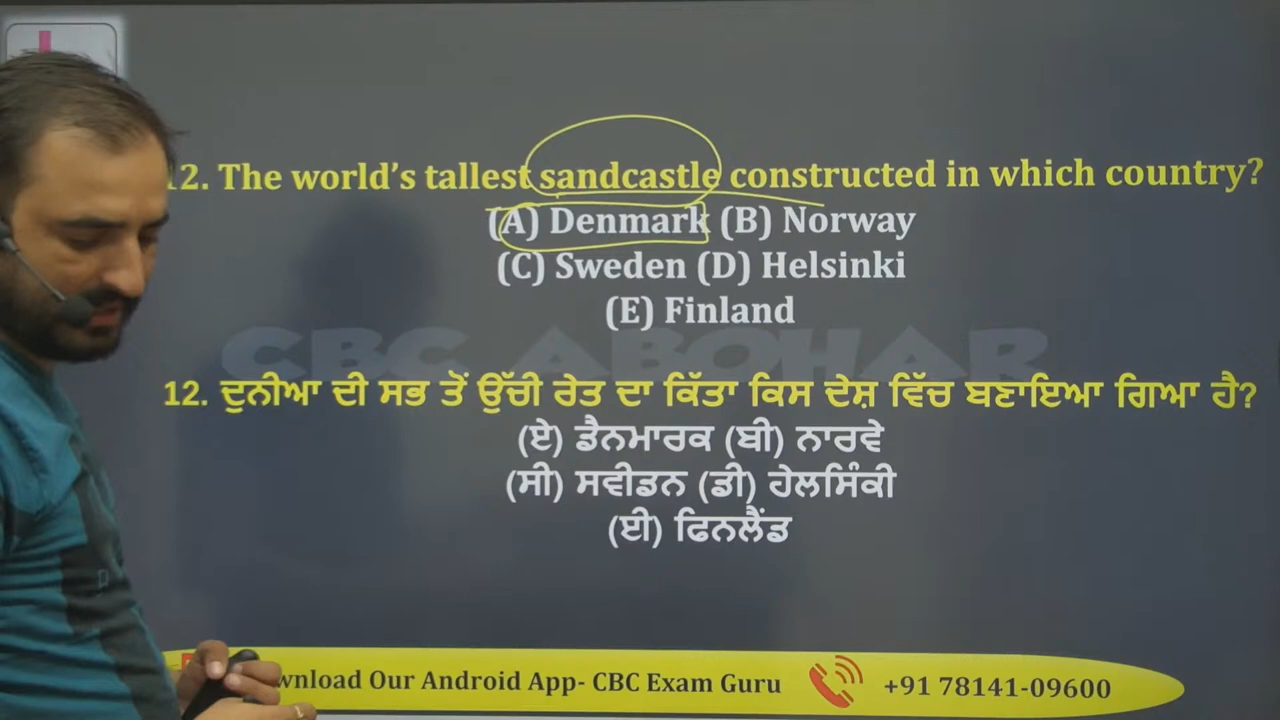 12. The world's tallest sandcastle constructed in which country?
(A) Denmark (B) Norway
(C) Sweden (D) Helsinki
(E) Finland
CBC ABOHAR
12. ਦੁਨੀਆ ਦੀ ਸਭ ਤੋਂ ਉੱਚੀ ਰੇਤ ਦਾ ਕਿੱਤਾ ਕਿਸ ਦੇਸ਼ ਵਿੱਚ ਬਣਾਇਆ ਗਿਆ ਹੈ?
(ਏ) ਡੈਨਮਾਰਕ (ਬੀ) ਨਾਰਵੇ
(ਸੀ) ਸਵੀਡਨ (ਡੀ) ਹੇਲਸਿੰਕੀ
(ਈ) ਫਿਨਲੈਂਡ
wnload Our Android App- CBC Exam Guru +91 78141-09600